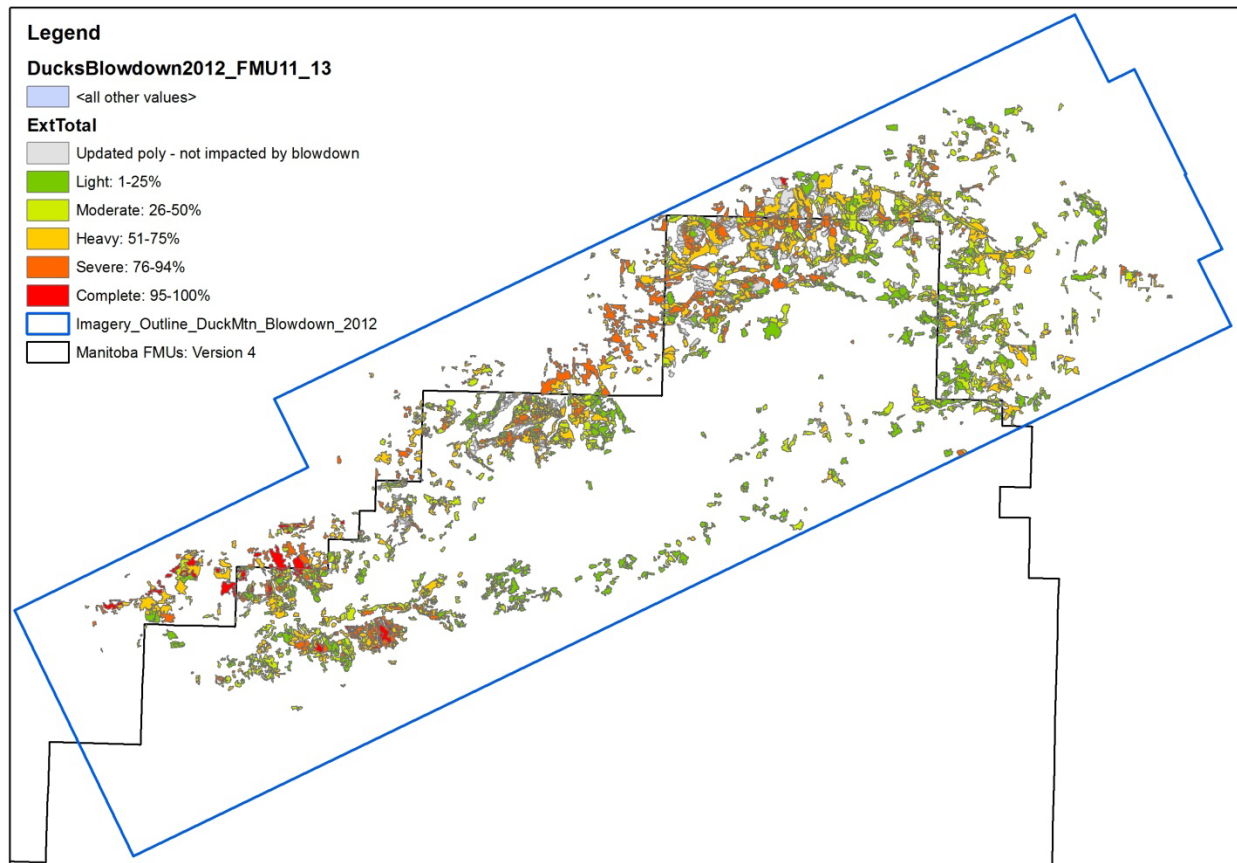 Legend
DucksBlowdown2012_FMU11_13
<all other values>
ExtTotal
Updated poly - not impacted by blowdown
Light: 1-25%
Moderate: 26-50%
Heavy: 51-75%
Severe: 76-94%
Complete: 95-100%
Imagery_Outline_DuckMtn_Blowdown_2012
Manitoba FMUs: Version 4